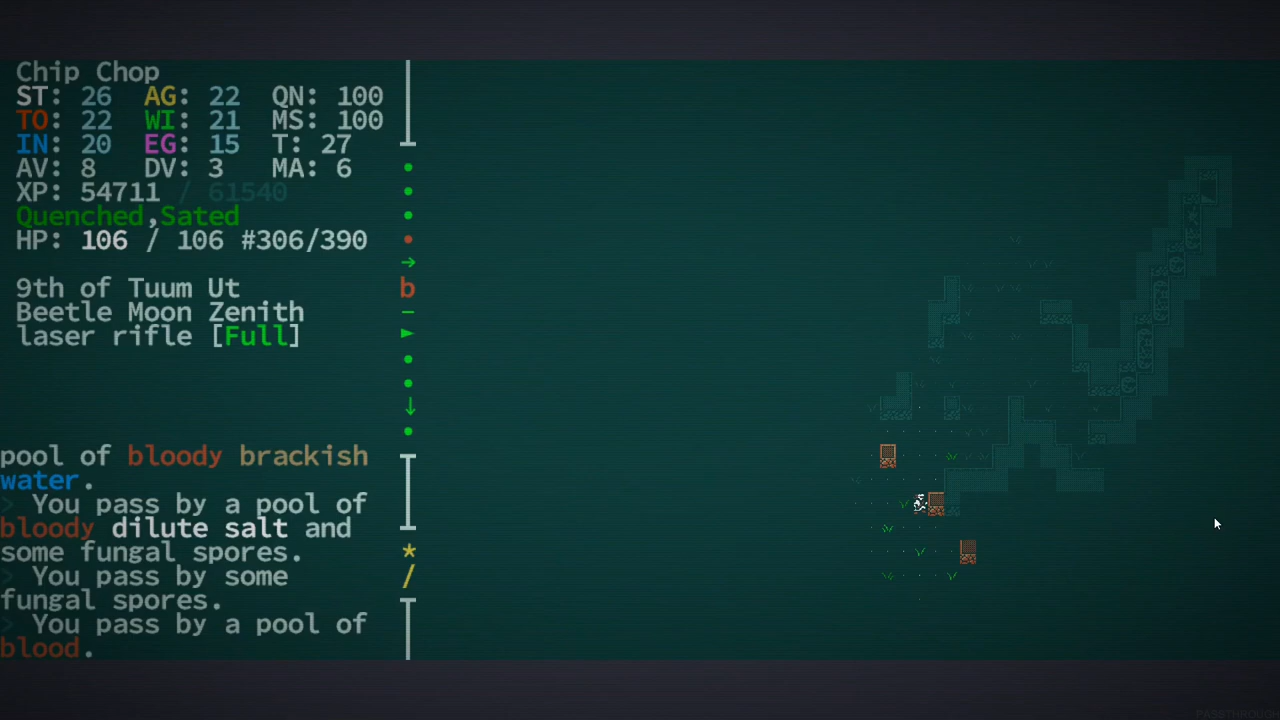 Chip Chop
ST: 26 AG: 22 QN: 100
TO: 22 WI: 21 MS: 100
IN: 20 EG: 15 T: 27
AV: 8 DV: 3 MA: 6
XP: 54711 / 61540
Quenched,Sated
HP: 106 / 106 #306/390
9th of Tuum Ut
Beetle Moon Zenith
laser rifle [Full]
b
*
/
pool of bloody brackish
water.
> You pass by a pool of
bloody dilute salt and
some fungal spores.
> You pass by some
fungal spores.
> You pass by a pool of
blood.
PASSTHROUGH